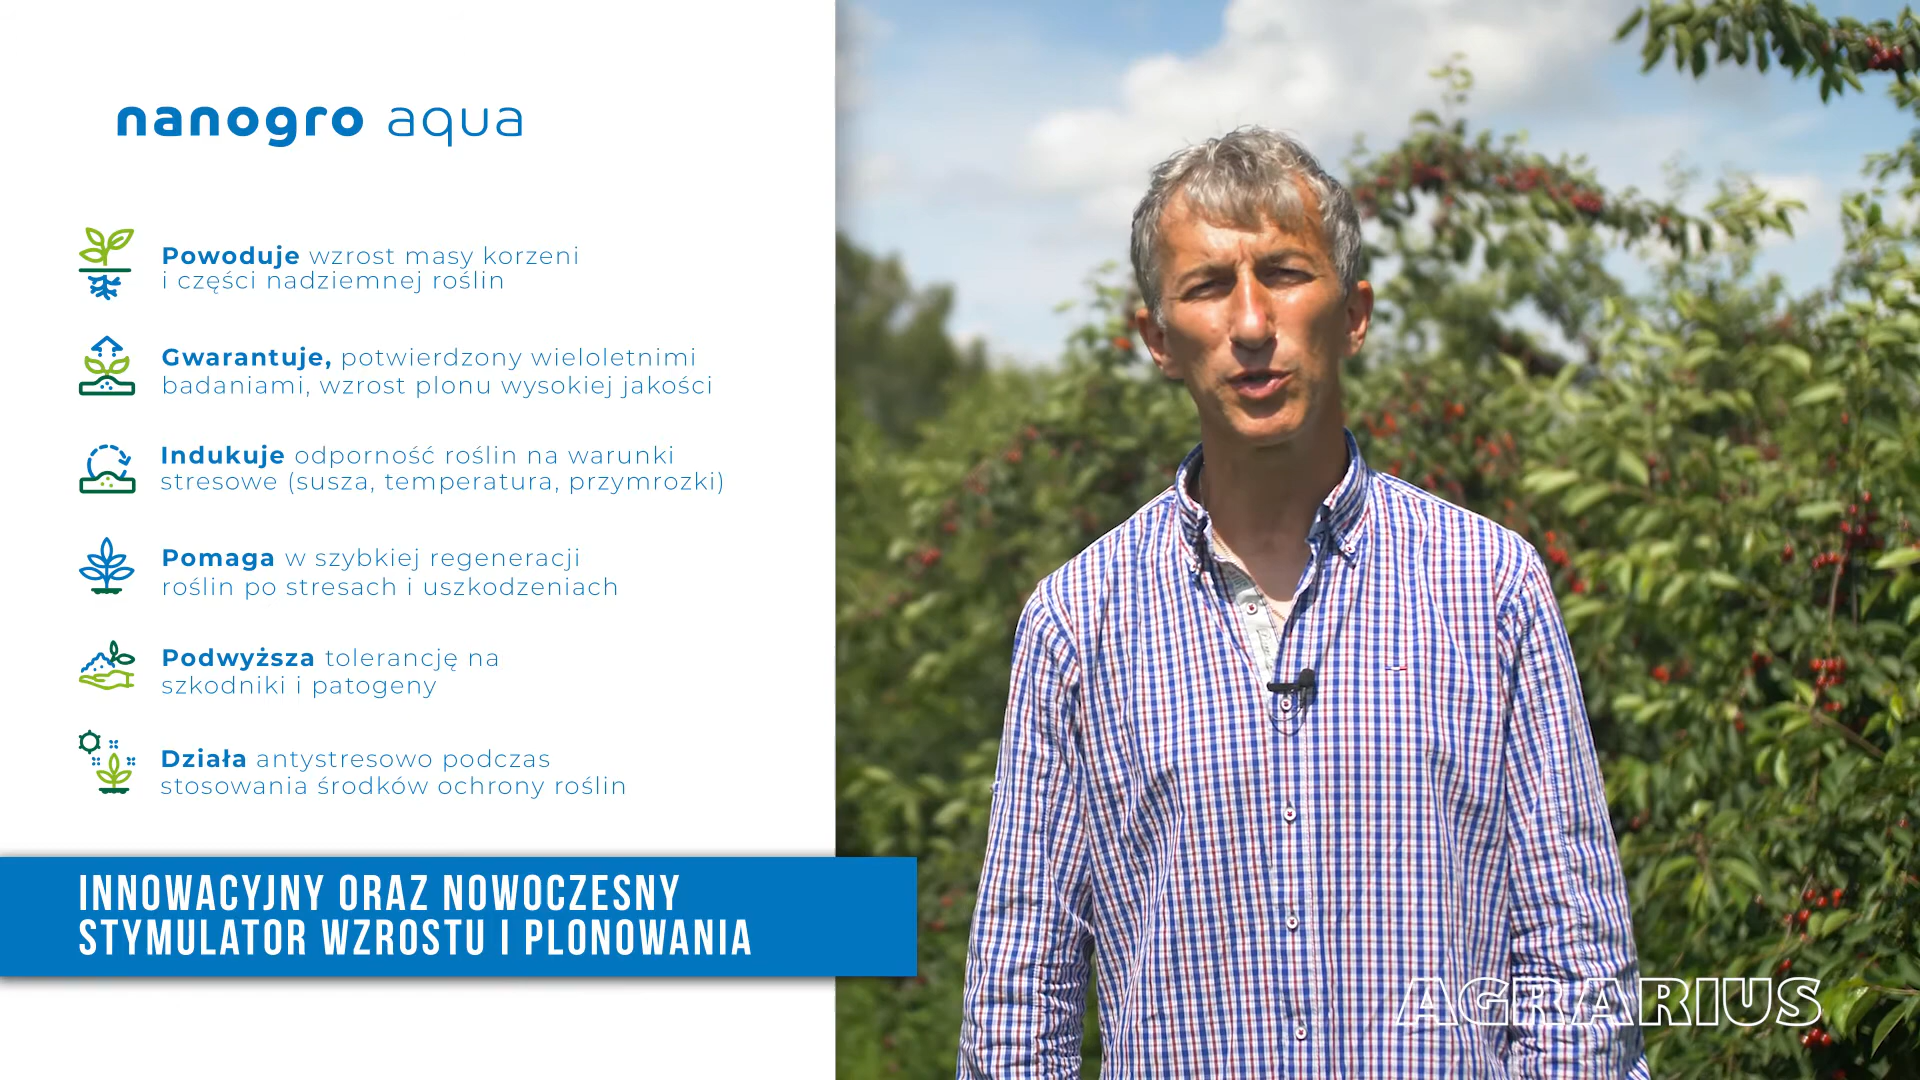 nanogro aqua
Powoduje wzrost masy korzeni
i części nadziemnej roślin
Gwarantuje, potwierdzony wieloletnimi
badaniami, wzrost plonu wysokiej jakości
Indukuje odporność roślin na warunki
stresowe (susza, temperatura, przymrozki)
Pomaga w szybkiej regeneracji
roślin po stresach i uszkodzeniach
Podwyższa tolerancję na
szkodniki i patogeny
Działa antystresowo podczas
stosowania środków ochrony roślin
INNOWACYJNY ORAZ NOWOCZESNY
STYMULATOR WZROSTU I PLONOWANIA
AGRARIUS